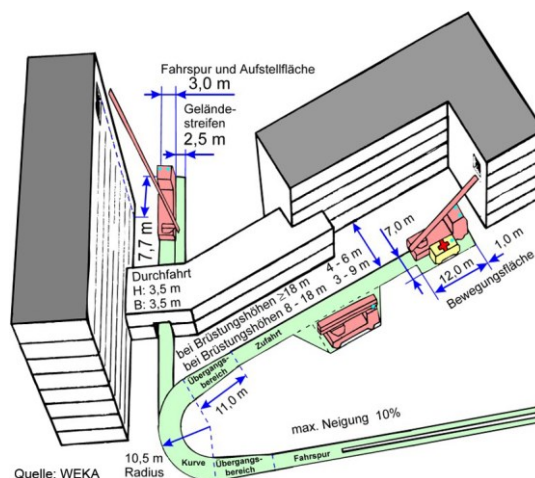 Fahrspur und Aufstellfläche
3,0 m
Gelände-
streifen
2,5 m
7,7 m
Durchfahrt
H: 3,5 m
B: 3,5 m
bei Brüstungshöhen ≥18 m
4 - 6 m
bei Brüstungshöhen 8 - 18 m
3 - 9 m
7,0 m
1,0 m
12,0 m
Bewegungsfläche
Zufahrt
Übergangs-
bereich
11,0 m
max. Neigung 10%
10,5 m
Radius
Kurve
Übergangs-
bereich
Fahrspur
Quelle: WEKA